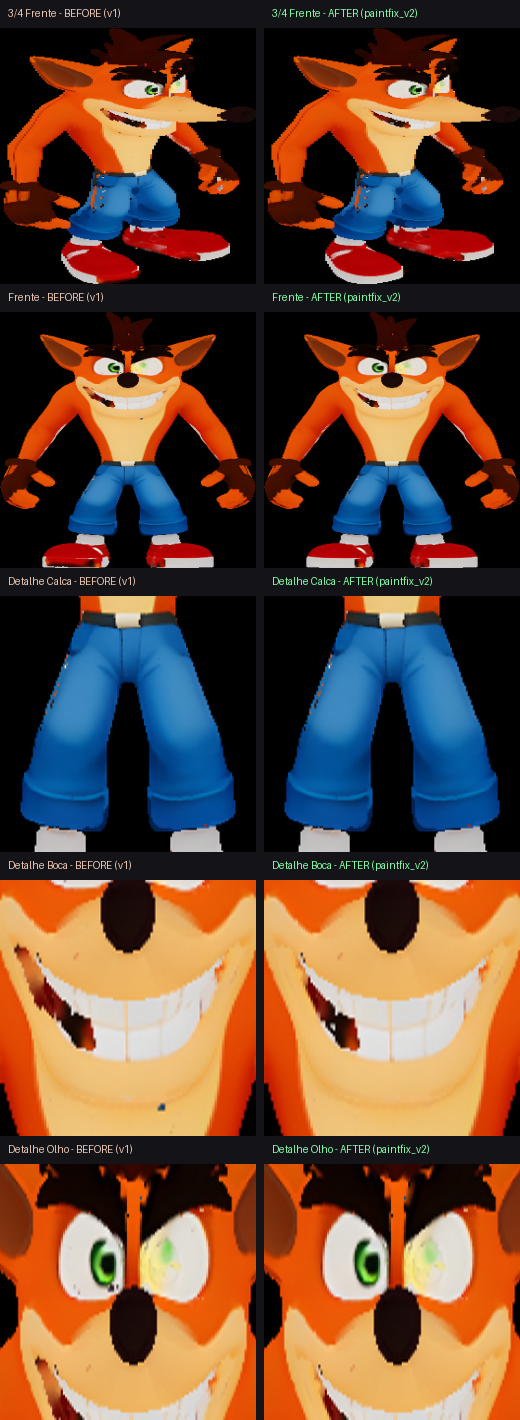 3/4 Frente - BEFORE (v1)
3/4 Frente - AFTER (paintfix_v2)
Frente - BEFORE (v1)
Frente - AFTER (paintfix_v2)
Detalhe Calca - BEFORE (v1)
Detalhe Calca - AFTER (paintfix_v2)
Detalhe Boca - BEFORE (v1)
Detalhe Boca - AFTER (paintfix_v2)
Detalhe Olho - BEFORE (v1)
Detalhe Olho - AFTER (paintfix_v2)